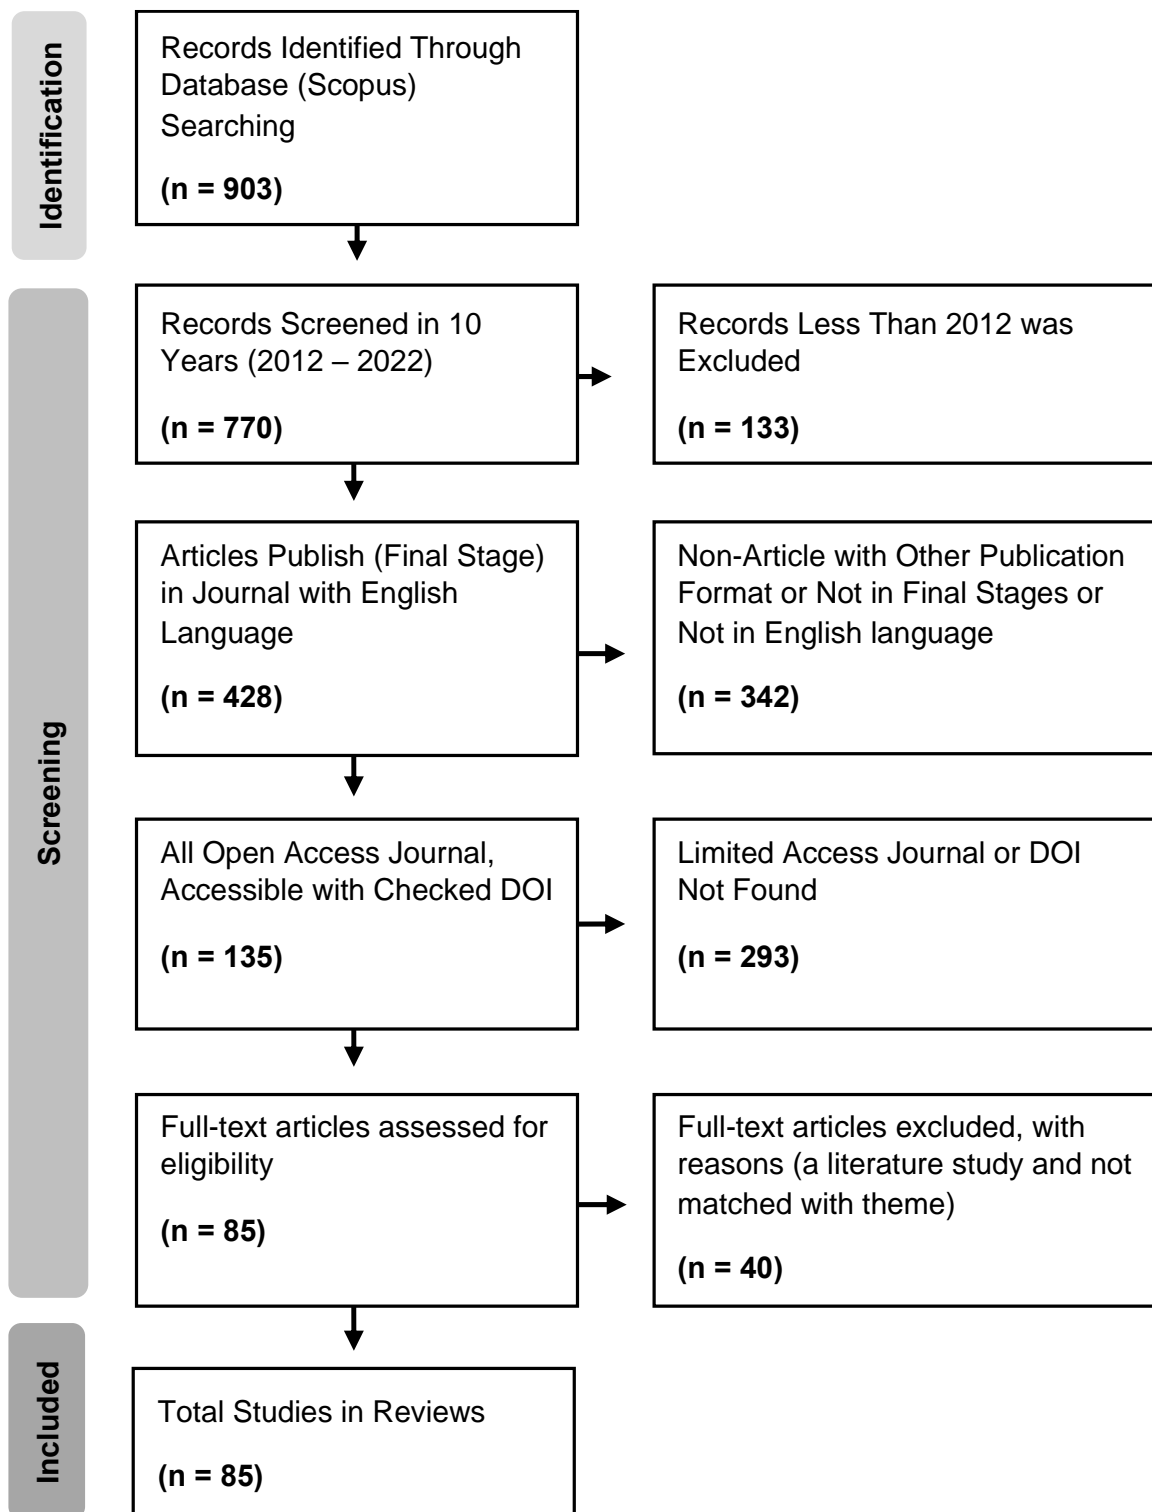 Identification
Records Identified Through
Database (Scopus)
Searching
(n = 903)
Screening
Records Screened in 10
Years (2012 – 2022)
(n = 770)
Records Less Than 2012 was
Excluded
(n = 133)
Articles Publish (Final Stage)
in Journal with English
Language
(n = 428)
Non-Article with Other Publication
Format or Not in Final Stages or
Not in English language
(n = 342)
All Open Access Journal,
Accessible with Checked DOI
(n = 135)
Limited Access Journal or DOI
Not Found
(n = 293)
Full-text articles assessed for
eligibility
(n = 85)
Full-text articles excluded, with
reasons (a literature study and not
matched with theme)
(n = 40)
Included
Total Studies in Reviews
(n = 85)